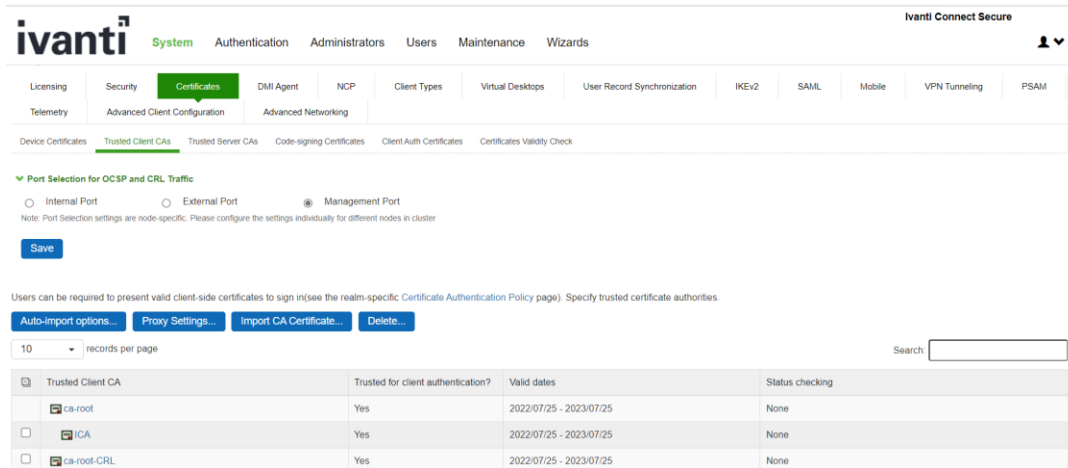 Ivanti Connect Secure
ivanti
System Authentication Administrators Users Maintenance Wizards
Licensing Security Certificates DMI Agent NCP Client Types Virtual Desktops User Record Synchronization IKEv2 SAML Mobile VPN Tunneling PSAM
Telemetry Advanced Client Configuration Advanced Networking
Device Certificates Trusted Client CAs Trusted Server CAs Code-signing Certificates Client Auth Certificates Certificates Validity Check
Port Selection for OCSP and CRL Traffic
Internal Port External Port Management Port
Note: Port Selection settings are node-specific. Please configure the settings individually for different nodes in cluster
Save
Users can be required to present valid client-side certificates to sign in(see the realm-specific Certificate Authentication Policy page). Specify trusted certificate authorities.
Auto-import options... Proxy Settings... Import CA Certificate... Delete...
10 records per page Search:
Trusted Client CA Trusted for client authentication? Valid dates Status checking
ca-root Yes 2022/07/25 - 2023/07/25 None
ICA Yes 2022/07/25 - 2023/07/25 None
ca-root-CRL Yes 2022/07/25 - 2023/07/25 None